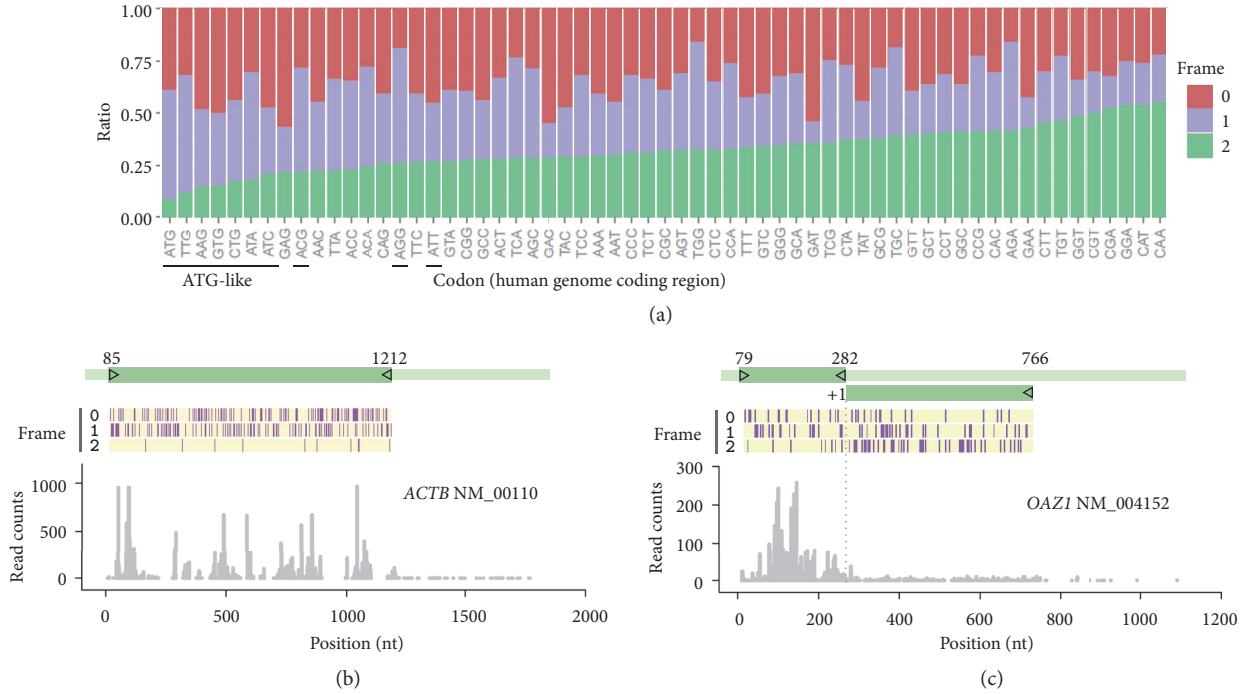 1.00
0.75
0.50
0.25
0.00
Ratio
Frame
0
1
2
ATG TTG AAG GTG CTG ATA ATC GAG ACG AAC TTA ACC ACA CAG AGG TTC ATT GTA CGG GCC ACT TCA AGC GAC TAC TCC AAA AAT CCC TCT CGC AGT TGG CTC CCA TTT GTC GGG GCA GAT TCG CTA TAT GCG TGC GTT GCT CCT GGC CCG CAC AGA GAA CTT TGT GGT CGT CGA GGA CAT CAA
ATG-like
Codon (human genome coding region)
(a)
85 1212
Frame
0
1
2
1000
500
0
Read counts
ACTB NM_00110
0 500 1000 1500 2000
Position (nt)
(b)
79 282 766
+1
Frame
0
1
2
300
200
100
0
Read counts
OAZ1 NM_004152
0 200 400 600 800 1000 1200
Position (nt)
(c)